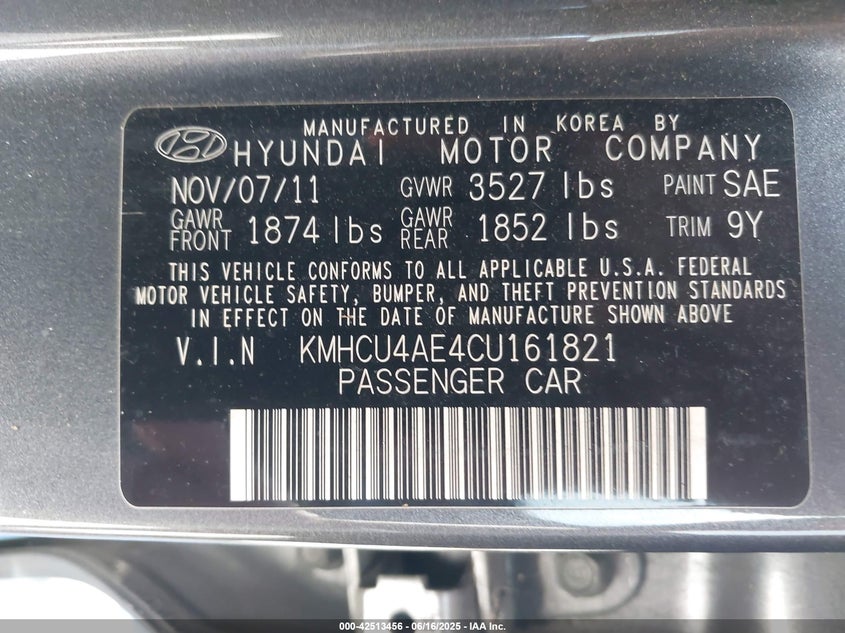 MANUFACTURED IN KOREA BY
HYUNDAI MOTOR COMPANY
NOV/07/11 GVWR 3527 lbs PAINT SAE
GAWR FRONT 1874 lbs GAWR REAR 1852 lbs TRIM 9Y
THIS VEHICLE CONFORMS TO ALL APPLICABLE U.S.A. FEDERAL
MOTOR VEHICLE SAFETY, BUMPER, AND THEFT PREVENTION STANDARDS
IN EFFECT ON THE DATE OF MANUFACTURE SHOWN ABOVE
V.I.N KMHCU4AE4CU161821
PASSENGER CAR
000-42513456 - 06/16/2025 - IAA Inc.